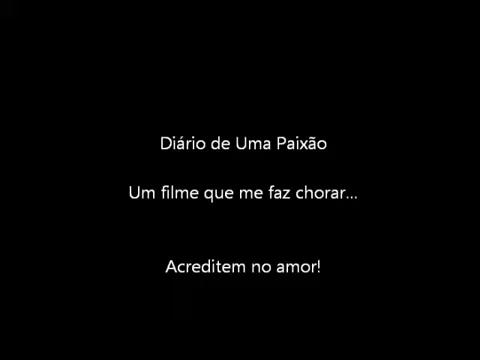 Diário de Uma Paixão
Um filme que me faz chorar...
Acreditem no amor!